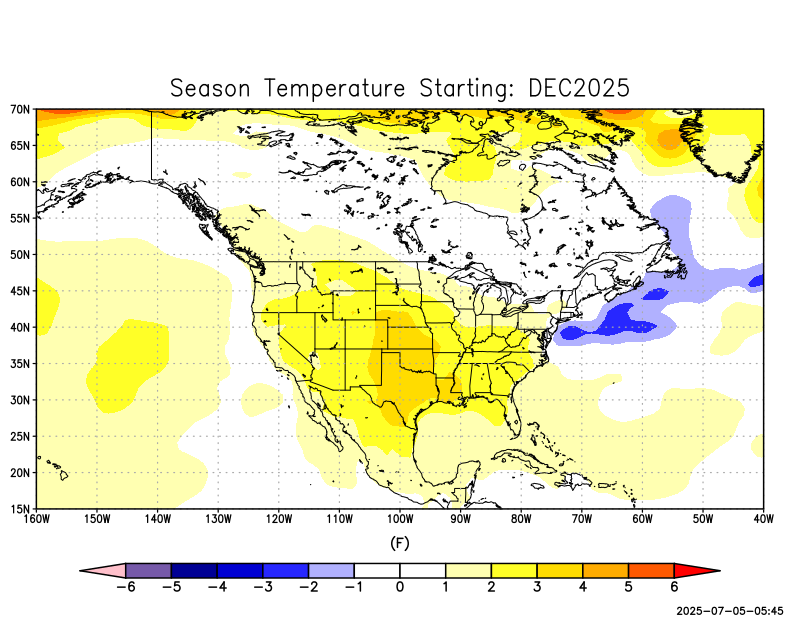 Season Temperature Starting: DEC2025
70N
65N
60N
55N
50N
45N
40N
35N
30N
25N
20N
15N
160W 150W 140W 130W 120W 110W 100W 90W 80W 70W 60W 50W 40W
(F)
−6 −5 −4 −3 −2 −1 0 1 2 3 4 5 6
2025-07-05-05:45